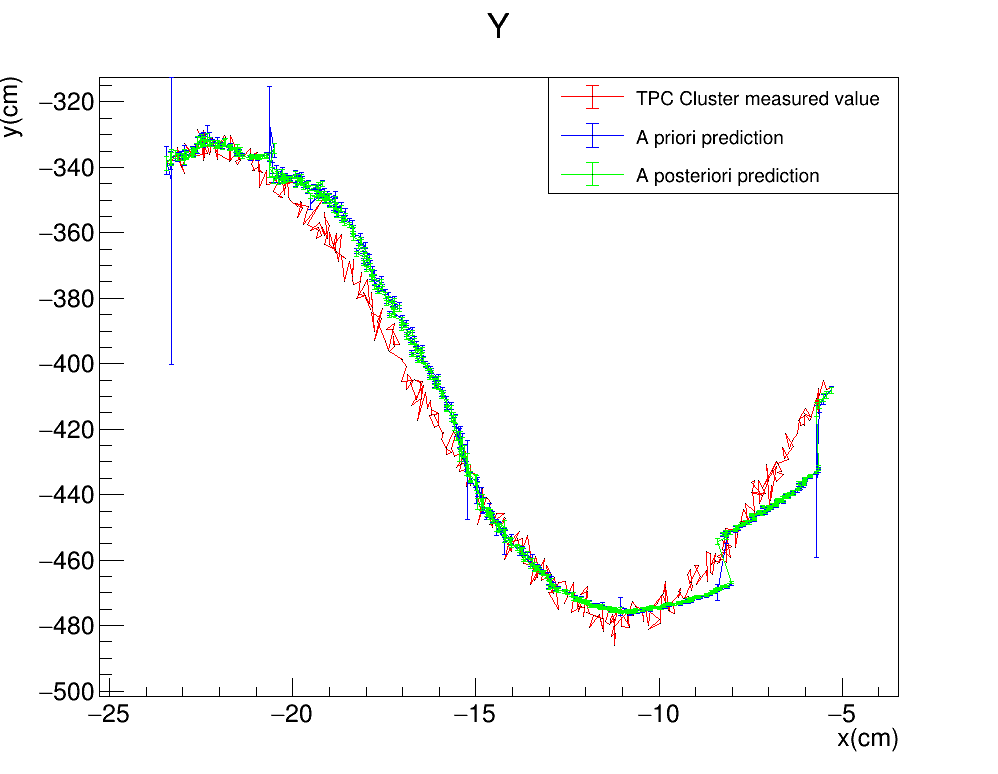 Y
y(cm)
−320
−340
−360
−380
−400
−420
−440
−460
−480
−500
TPC Cluster measured value
A priori prediction
A posteriori prediction
−25 −20 −15 −10 −5
x(cm)